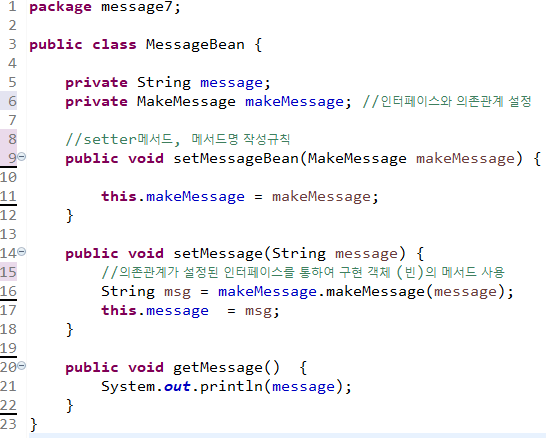 1 package message7;
2
3 public class MessageBean {
4
5     private String message;
6     private MakeMessage makeMessage; //인터페이스와 의존관계 설정
7
8     //setter메서드, 메서드명 작성규칙
9     public void setMessageBean(MakeMessage makeMessage) {
10
11         this.makeMessage = makeMessage;
12     }
13
14     public void setMessage(String message) {
15         //의존관계가 설정된 인터페이스를 통하여 구현 객체 (빈)의 메서드 사용
16         String msg = makeMessage.makeMessage(message);
17         this.message  = msg;
18     }
19
20     public void getMessage()  {
21         System.out.println(message);
22     }
23 }